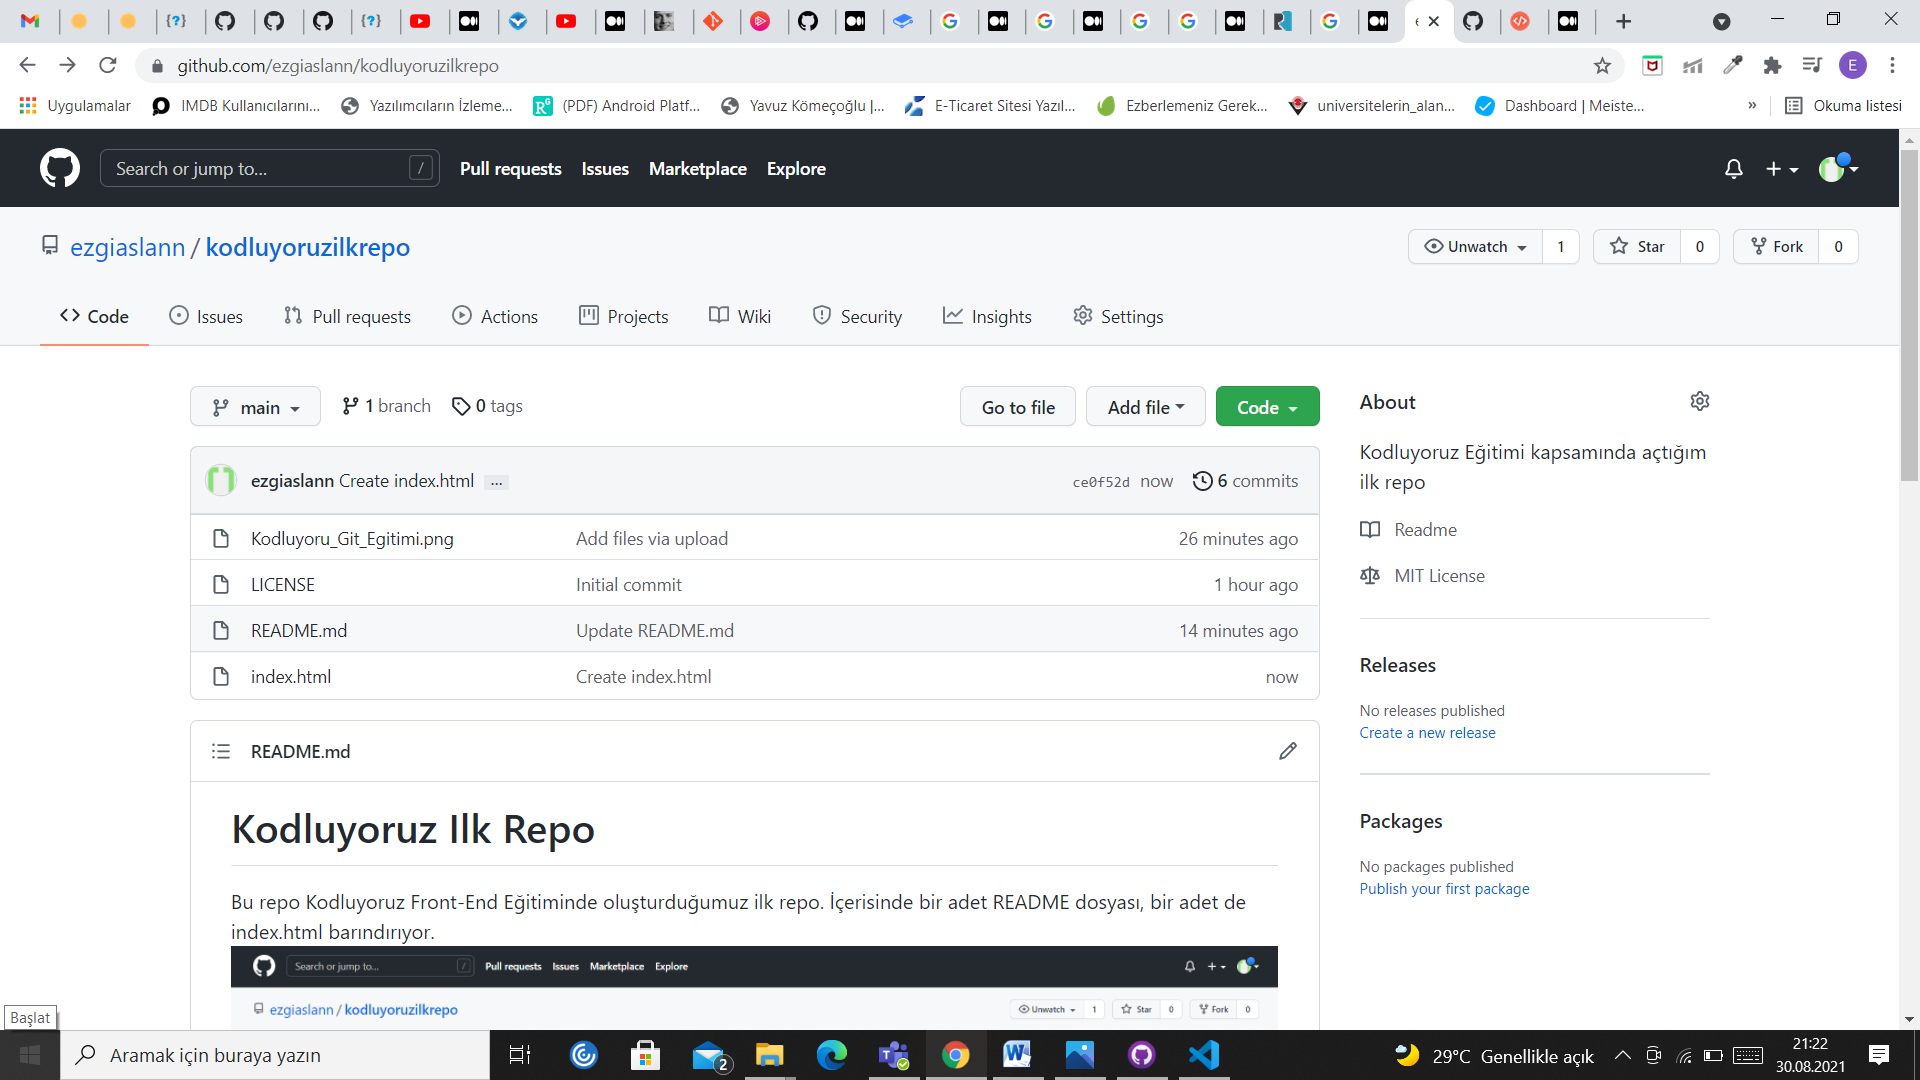 e
github.com/ezgiaslann/kodluyoruzilkrepo
E
Uygulamalar
IMDB Kullanıcılarını...
Yazılımcıların İzleme...
(PDF) Android Platf...
Yavuz Kömeçoğlu |...
E-Ticaret Sitesi Yazıl...
Ezberlemeniz Gerek...
universitelerin_alan...
Dashboard | Meiste...
»
Okuma listesi
Search or jump to...
/
Pull requests
Issues
Marketplace
Explore
ezgiaslann / kodluyoruzilkrepo
Unwatch 1
Star 0
Fork 0
Code
Issues
Pull requests
Actions
Projects
Wiki
Security
Insights
Settings
main
1 branch
0 tags
Go to file
Add file
Code
ezgiaslann Create index.html ...
ce0f52d now
6 commits
Kodluyoru_Git_Egitimi.png Add files via upload 26 minutes ago
LICENSE Initial commit 1 hour ago
README.md Update README.md 14 minutes ago
index.html Create index.html now
About
Kodluyoruz Eğitimi kapsamında açtığım
ilk repo
Readme
MIT License
Releases
No releases published
Create a new release
Packages
No packages published
Publish your first package
README.md
Kodluyoruz Ilk Repo
Bu repo Kodluyoruz Front-End Eğitiminde oluşturduğumuz ilk repo. İçerisinde bir adet README dosyası, bir adet de
index.html barındırıyor.
Search or jump to...
/
Pull requests Issues Marketplace Explore
ezgiaslann / kodluyoruzilkrepo
Unwatch 1
Star 0
Fork 0
Başlat
Aramak için buraya yazın
2
29°C Genellikle açık
21:22
30.08.2021